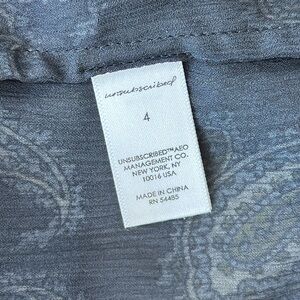 unsubscribed
4
UNSUBSCRIBED™AEO
MANAGEMENT CO.
NEW YORK, NY
10016 USA
MADE IN CHINA
RN 54485